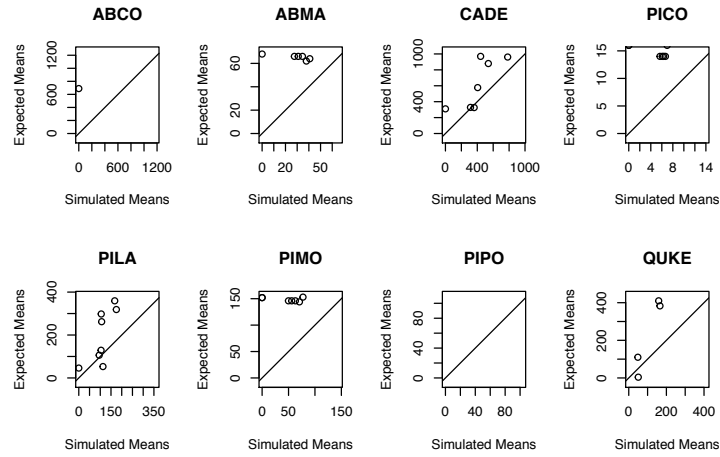 ABCO
ABMA
CADE
PICO
Expected Means
0 600 1200
0 600 1200
Simulated Means
Expected Means
0 20 60
0 20 50
Simulated Means
Expected Means
0 400 1000
0 400 1000
Simulated Means
Expected Means
0 5 10 15
0 4 8 14
Simulated Means
PILA
PIMO
PIPO
QUKE
Expected Means
0 200 400
0 150 350
Simulated Means
Expected Means
0 50 150
0 50 150
Simulated Means
Expected Means
0 40 80
0 40 80
Simulated Means
Expected Means
0 200 400
0 200 400
Simulated Means